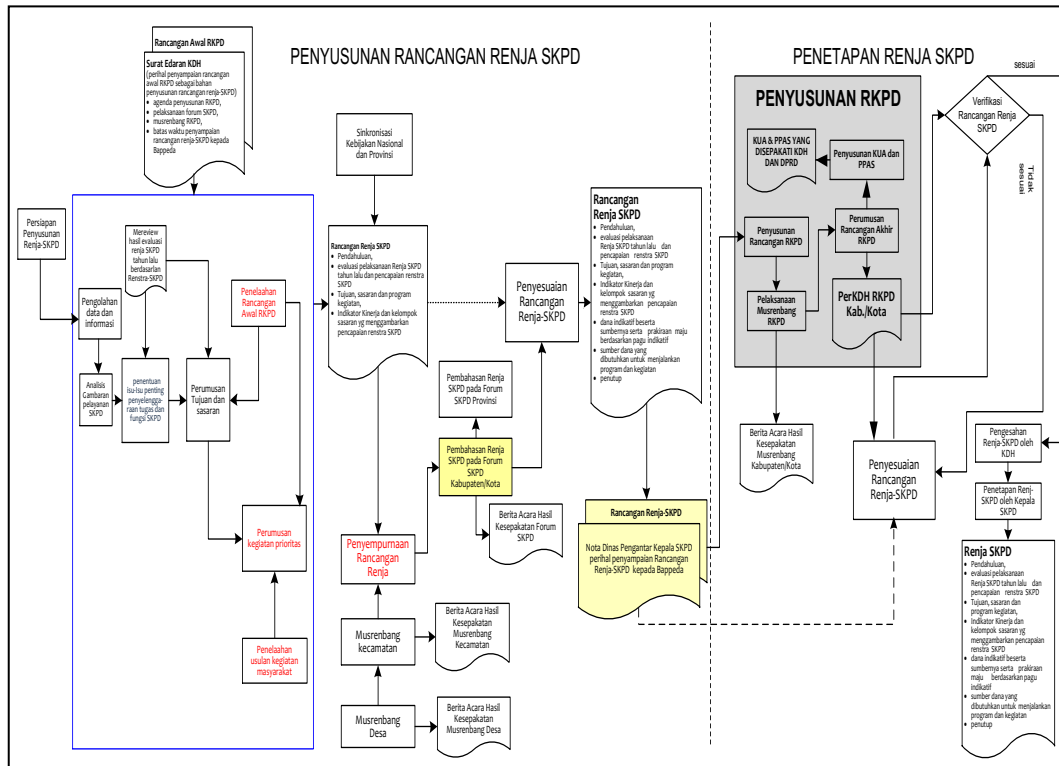 PENYUSUNAN RANCANGAN RENJA SKPD
PENETAPAN RENJA SKPD
Rancangan Awal RKPD
Surat Edaran KDH
(perihal penyampaian rancangan
awal RKPD sebagai bahan
penyusunan rancangan renja-SKPD)
• agenda penyusunan RKPD,
• pelaksanaan forum SKPD,
• musrenbang RKPD,
• batas waktu penyampaian
rancangan renja-SKPD kepada
Bappeda
Persiapan
Penyusunan
Renja-SKPD
Pengolahan
data dan
informasi
Analisis
Gambaran
pelayanan
SKPD
Mereview
hasil evaluasi
renja SKPD
tahun lalu
berdasarlan
Renstra-SKPD
penentuan
isu-Isu penting
penyelengga-
raan tugas dan
fungsi SKPD
Perumusan
Tujuan dan
sasaran
Penelaahan
Rancangan
Awal RKPD
Perumusan
kegiatan prioritas
Penelaahan
usulan kegiatan
masyarakat
Sinkronisasi
Kebijakan Nasional
dan Provinsi
Rancangan Renja SKPD
• Pendahuluan,
• evaluasi pelaksanaan Renja SKPD
tahun lalu dan pencapaian renstra
SKPD
• Tujuan, sasaran dan program
kegiatan,
• Indikator Kinerja dan kelompok
sasaran yg menggambarkan
pencapaian renstra SKPD
Penyempurnaan
Rancangan
Renja
Musrenbang
kecamatan
Musrenbang
Desa
Berita Acara Hasil
Kesepakatan
Musrenbang
Kecamatan
Berita Acara Hasil
Kesepakatan
Musrenbang Desa
Pembahasan Renja
SKPD pada Forum
SKPD Provinsi
Pembahasan Renja
SKPD pada Forum
SKPD
Kabupaten/Kota
Berita Acara Hasil
Kesepakatan Forum
SKPD
Penyesuaian
Rancangan
Renja-SKPD
Rancangan
Renja SKPD
• Pendahuluan,
• evaluasi pelaksanaan
Renja SKPD tahun lalu dan
pencapaian renstra SKPD
• Tujuan, sasaran dan program
kegiatan,
• Indikator Kinerja dan
kelompok sasaran yg
menggambarkan pencapaian
renstra SKPD
• dana indikatif beserta
sumbernya serta prakiraan maju
berdasarkan pagu indikatif
• sumber dana yang
dibutuhkan untuk menjalankan
program dan kegiatan
• penutup
Rancangan Renja-SKPD
Nota Dinas Pengantar Kepala SKPD
perihal penyampaian Rancangan
Renja-SKPD kepada Bappeda
PENYUSUNAN RKPD
KUA & PPAS YANG
DISEPAKATI KDH
DAN DPRD
Penyusunan KUA dan
PPAS
Penyusunan
Rancangan RKPD
Perumusan
Rancangan Akhir
RKPD
Pelaksanaan
Musrenbang
RKPD
PerKDH RKPD
Kab./Kota
Berita Acara Hasil
Kesepakatan
Musrenbang
Kabupaten/Kota
Penyesuaian
Rancangan
Renja-SKPD
sesuai
Verifikasi
Rancangan Renja
SKPD
Tidak
sesuai
Pengesahan
Renja-SKPD oleh
KDH
Penetapan Renj-
SKPD oleh Kepala
SKPD
Renja SKPD
• Pendahuluan,
• evaluasi pelaksanaan
Renja SKPD tahun lalu dan
pencapaian renstra SKPD
• Tujuan, sasaran dan
program kegiatan,
• Indikator Kinerja dan
kelompok sasaran yg
menggambarkan pencapaian
renstra SKPD
• dana indikatif beserta
sumbernya serta prakiraan
maju berdasarkan pagu
indikatif
• sumber dana yang
dibutuhkan untuk menjalankan
program dan kegiatan
• penutup